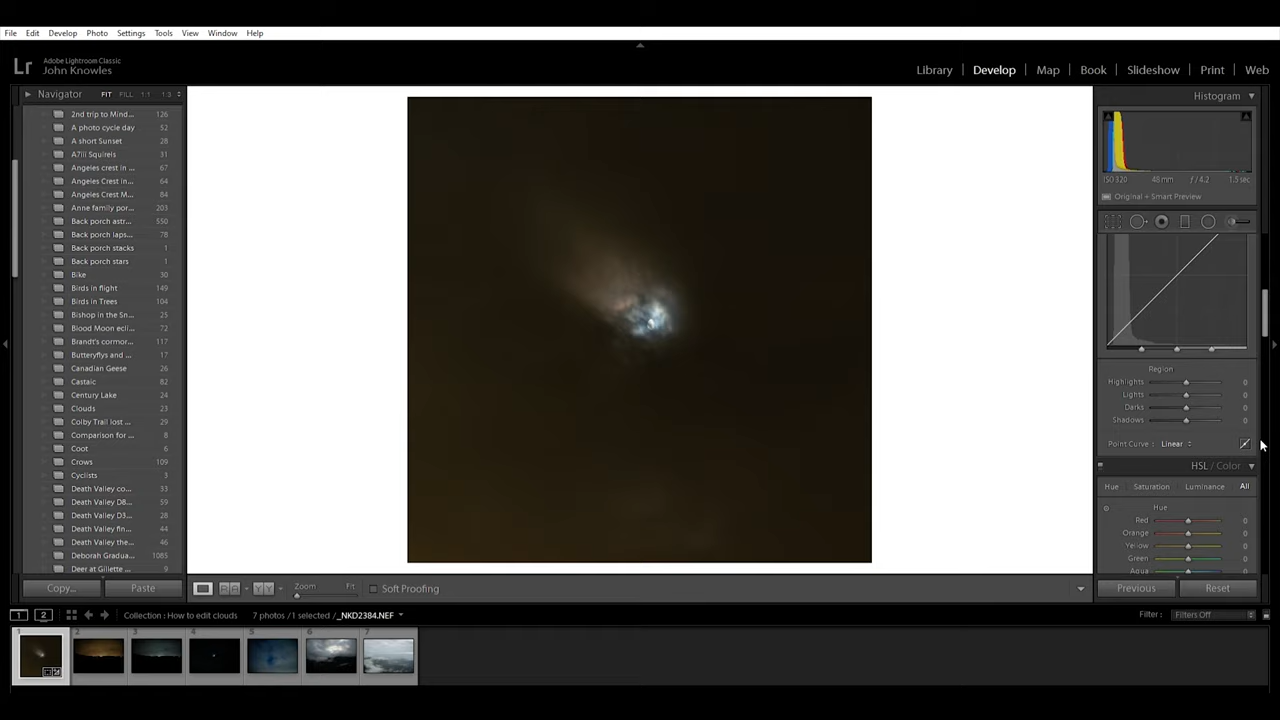 File Edit Develop Photo Settings Tools View Window Help
Lr
Adobe Lightroom Classic
John Knowles
Library | Develop | Map | Book | Slideshow | Print | Web
Navigator FIT FILL 1:1 1:3
2nd trip to Mind... 126
A photo cycle day 52
A short Sunset 28
A7iii Squirels 31
Angeles crest in ... 67
Angeles Crest in... 64
Angeles Crest M... 84
Anne family por... 203
Back porch astr... 550
Back porch laps... 78
Back porch stacks 1
Back porch stars 1
Bike 30
Birds in flight 149
Birds in Trees 104
Bishop in the Sn... 25
Blood Moon ecli... 72
Brandt's cormor... 117
Butteryflys and ... 17
Canadian Geese 26
Castaic 82
Century Lake 24
Clouds 23
Colby Trail lost ... 29
Comparison for ... 8
Coot 6
Crows 109
Cyclists 3
Death Valley co... 33
Death Valley D8... 59
Death Valley D3... 28
Death Valley fin... 44
Death Valley the... 46
Deborah Gradua... 1085
Deer at Gillette ... 9
Copy... Paste
Zoom Fit
Soft Proofing
Histogram
ISO 320 48 mm f / 4.2 1.5 sec
Original + Smart Preview
Region
Highlights 0
Lights 0
Darks 0
Shadows 0
Point Curve : Linear
HSL / Color
Hue Saturation Luminance All
Hue
Red 0
Orange 0
Yellow 0
Green 0
Aqua
Previous Reset
1 2 Collection : How to edit clouds 7 photos / 1 selected / _NKD2384.NEF
Filter : Filters Off
1 2 3 4 5 6 7